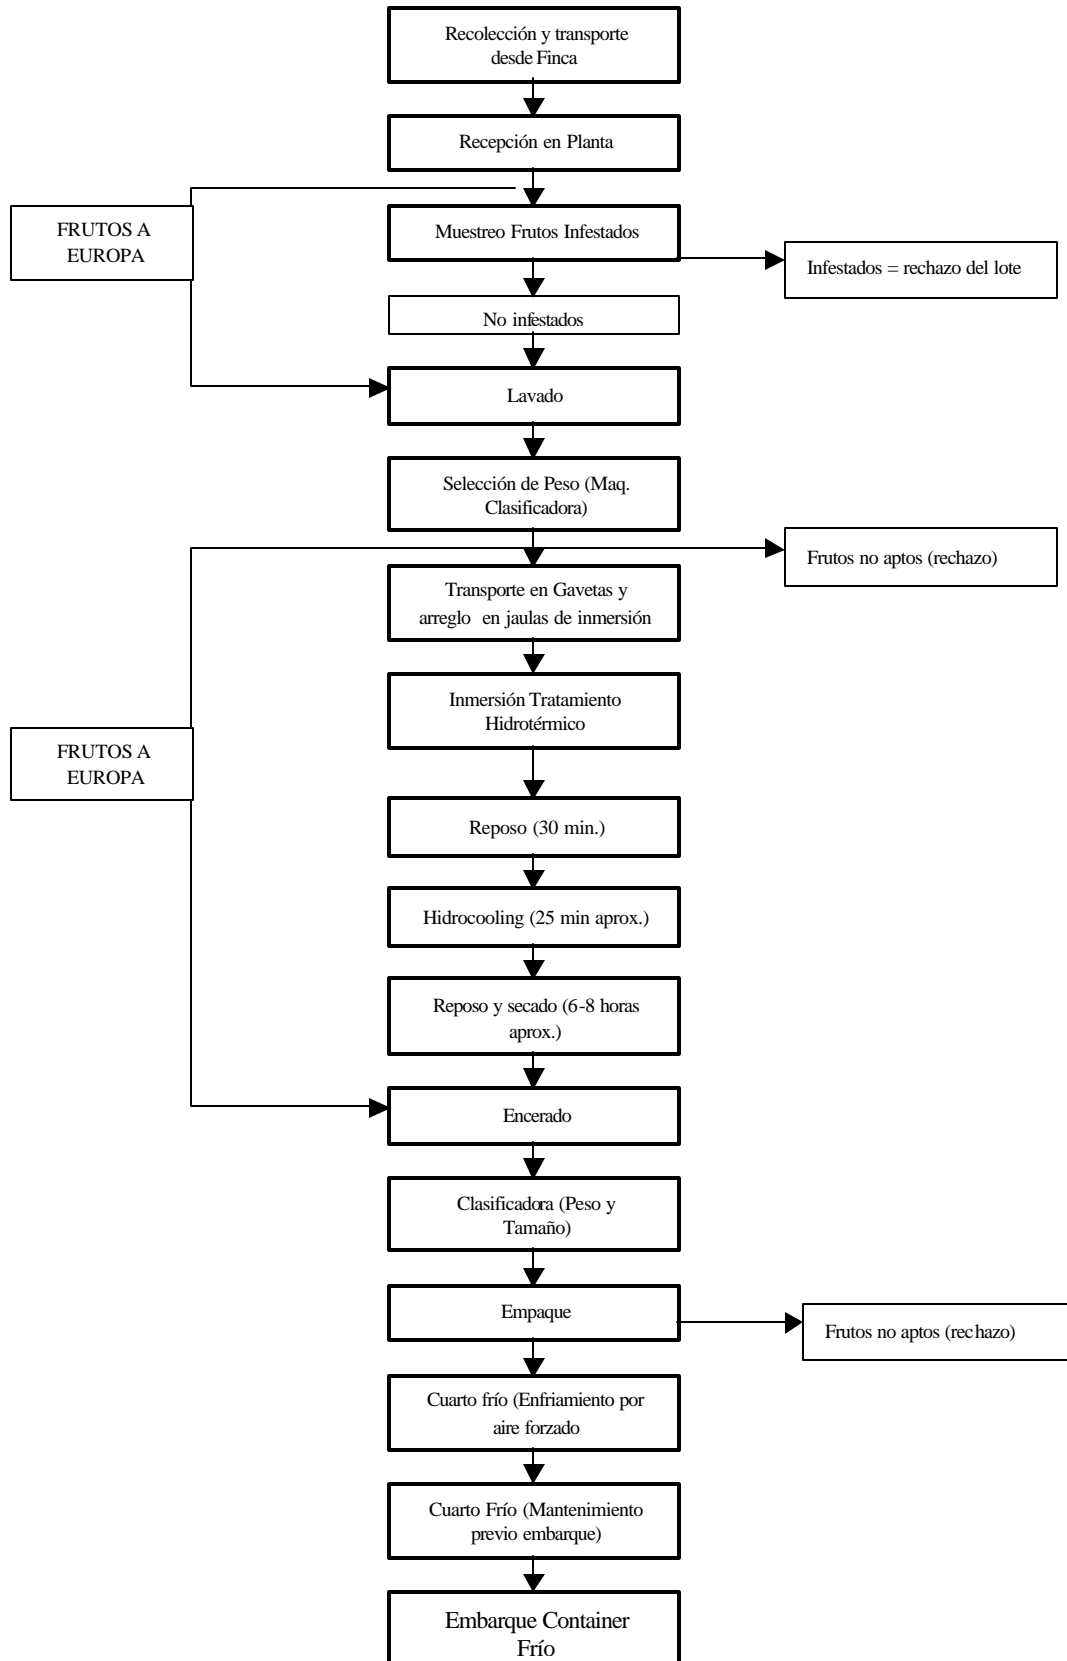 Recolección y transporte
desde Finca
Recepción en Planta
FRUTOS A
EUROPA
Muestreo Frutos Infestados
Infestados = rechazo del lote
No infestados
Lavado
Selección de Peso (Maq.
Clasificadora)
Frutos no aptos (rechazo)
Transporte en Gavetas y
arreglo en jaulas de inmersión
Inmersión Tratamiento
Hidrotérmico
FRUTOS A
EUROPA
Reposo (30 min.)
Hidrocooling (25 min aprox.)
Reposo y secado (6-8 horas
aprox.)
Encerado
Clasificadora (Peso y
Tamaño)
Empaque
Frutos no aptos (rechazo)
Cuarto frío (Enfriamiento por
aire forzado
Cuarto Frío (Mantenimiento
previo embarque)
Embarque Container
Frío